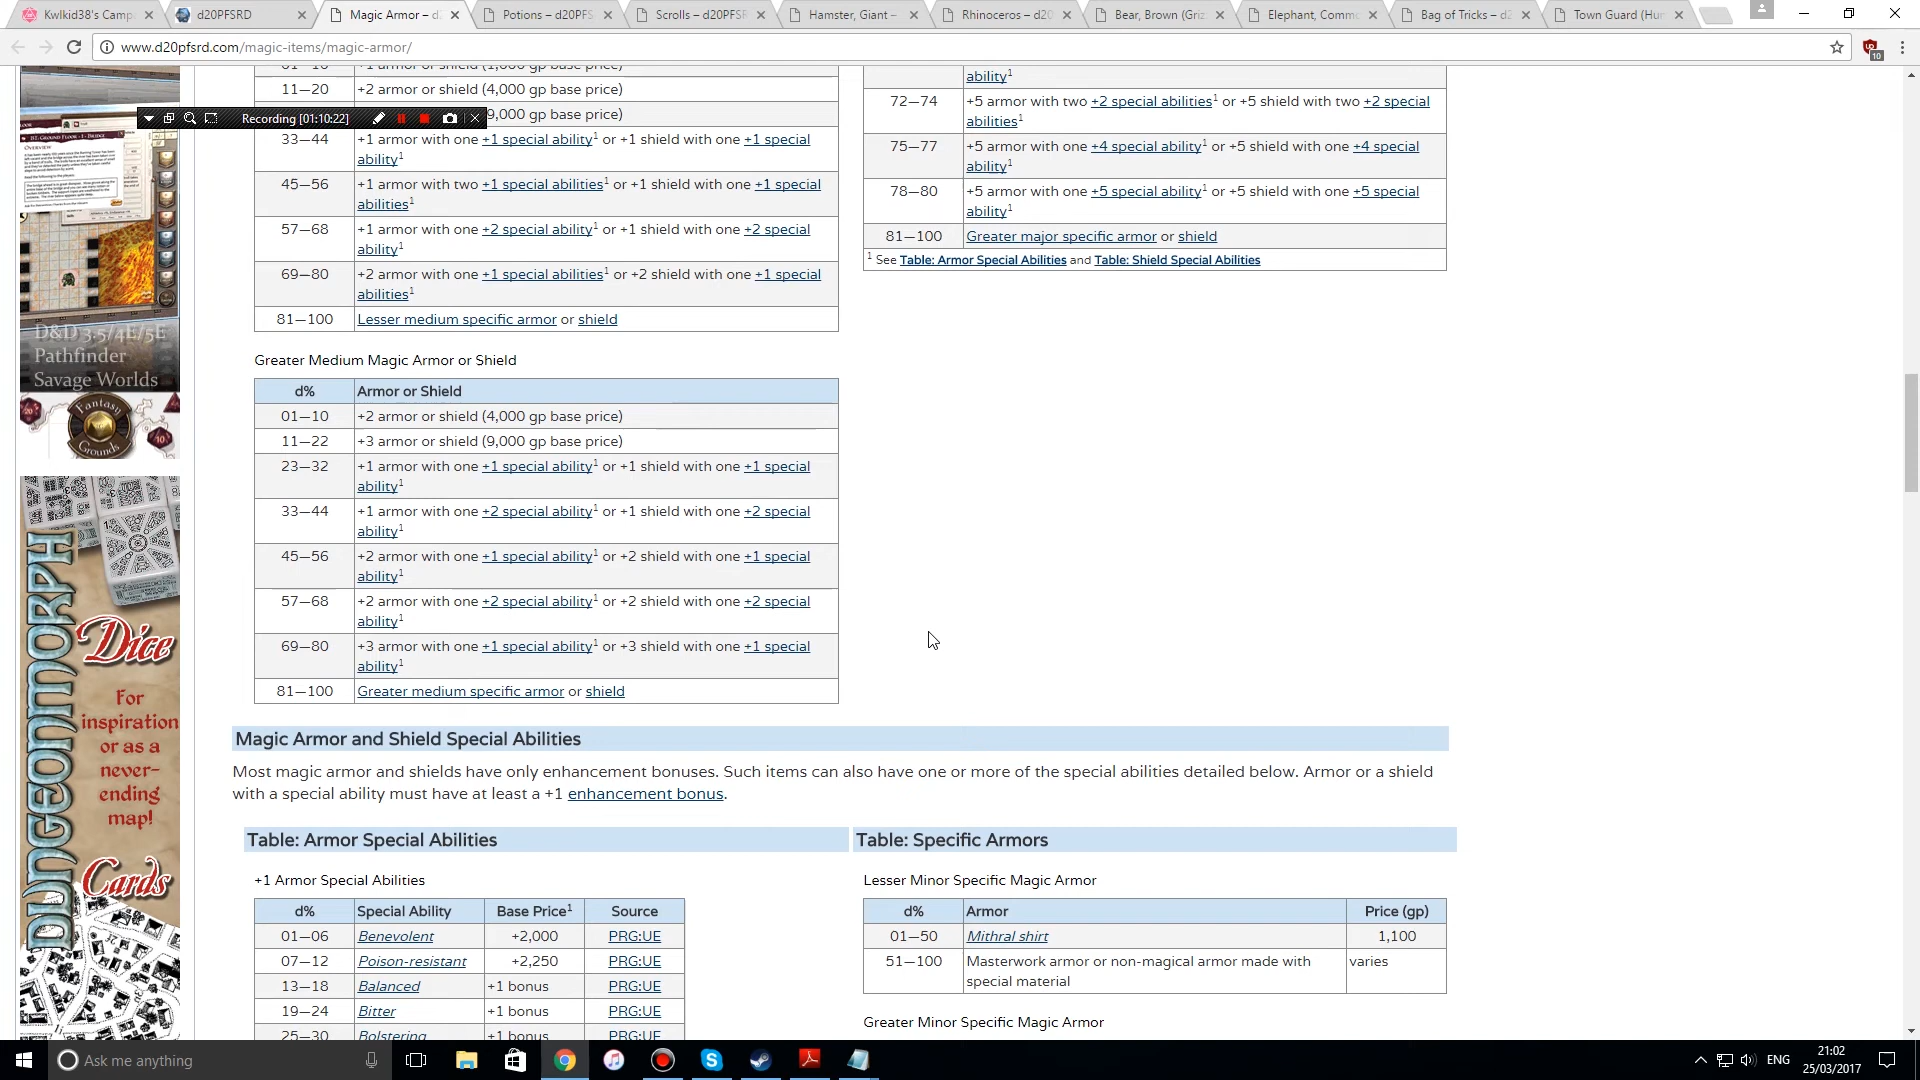 Kwlkid38's Camp
d20PFSRD
Magic Armor – d
Potions – d20PFS
Scrolls – d20PFSR
Hamster, Giant –
Rhinoceros – d20
Bear, Brown (Griz
Elephant, Comm
Bag of Tricks – d2
Town Guard (Hum
www.d20pfsrd.com/magic-items/magic-armor/
10
Recording [01:10:22]
OVERVIEW
D&D 3.5/4E/5E
Pathfinder
Savage Worlds
Fantasy
Grounds
DUNGEONMORPH
Dice
For
inspiration
or as a
never-
ending
map!
Cards
+1 armor or shield (1,000 gp base price)
11—20 +2 armor or shield (4,000 gp base price)
9,000 gp base price)
33—44 +1 armor with one +1 special ability1 or +1 shield with one +1 special
ability1
45—56 +1 armor with two +1 special abilities1 or +1 shield with one +1 special
abilities1
57—68 +1 armor with one +2 special ability1 or +1 shield with one +2 special
ability1
69—80 +2 armor with one +1 special abilities1 or +2 shield with one +1 special
abilities1
81—100 Lesser medium specific armor or shield
Greater Medium Magic Armor or Shield
d% Armor or Shield
01—10 +2 armor or shield (4,000 gp base price)
11—22 +3 armor or shield (9,000 gp base price)
23—32 +1 armor with one +1 special ability1 or +1 shield with one +1 special
ability1
33—44 +1 armor with one +2 special ability1 or +1 shield with one +2 special
ability1
45—56 +2 armor with one +1 special ability1 or +2 shield with one +1 special
ability1
57—68 +2 armor with one +2 special ability1 or +2 shield with one +2 special
ability1
69—80 +3 armor with one +1 special ability1 or +3 shield with one +1 special
ability1
81—100 Greater medium specific armor or shield
ability1
72—74 +5 armor with two +2 special abilities1 or +5 shield with two +2 special
abilities1
75—77 +5 armor with one +4 special ability1 or +5 shield with one +4 special
ability1
78—80 +5 armor with one +5 special ability1 or +5 shield with one +5 special
ability1
81—100 Greater major specific armor or shield
1 See Table: Armor Special Abilities and Table: Shield Special Abilities
Magic Armor and Shield Special Abilities
Most magic armor and shields have only enhancement bonuses. Such items can also have one or more of the special abilities detailed below. Armor or a shield
with a special ability must have at least a +1 enhancement bonus.
Table: Armor Special Abilities
+1 Armor Special Abilities
d% Special Ability Base Price1 Source
01—06 Benevolent +2,000 PRG:UE
07—12 Poison-resistant +2,250 PRG:UE
13—18 Balanced +1 bonus PRG:UE
19—24 Bitter +1 bonus PRG:UE
25—30 Bolstering +1 bonus PRG:UE
Table: Specific Armors
Lesser Minor Specific Magic Armor
d% Armor Price (gp)
01—50 Mithral shirt 1,100
51—100 Masterwork armor or non-magical armor made with varies
special material
Greater Minor Specific Magic Armor
Ask me anything
ENG
21:02
25/03/2017